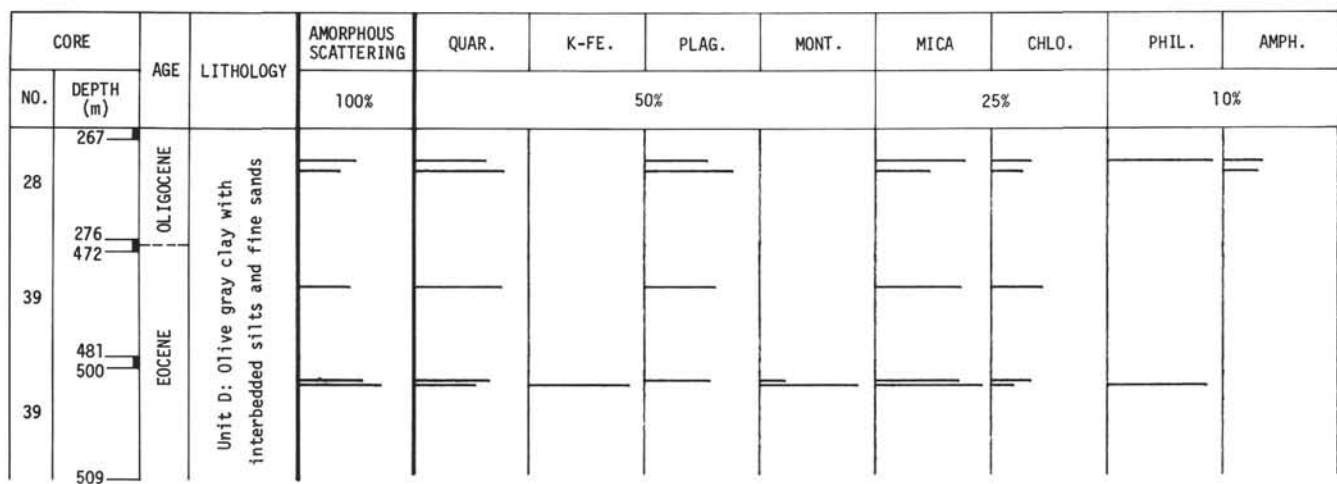 CORE
AGE
LITHOLOGY
AMORPHOUS
SCATTERING
QUAR.
K-FE.
PLAG.
MONT.
MICA
CHLO.
PHIL.
AMPH.
NO.
DEPTH
(m)
100%
50%
25%
10%
267
28
276
472
39
481
500
39
509
OLIGOCENE
EOCENE
Unit D: Olive gray clay with
interbedded silts and fine sands